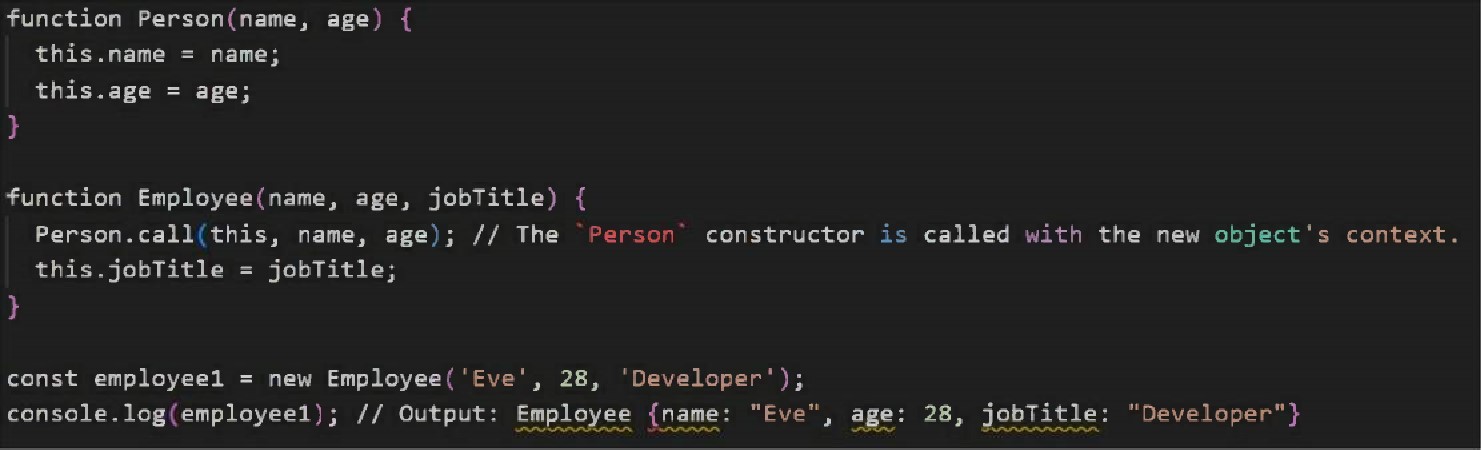 function Person(name, age) {
this.name = name;
this.age = age;
}
function Employee(name, age, jobTitle) {
Person.call(this, name, age); // The `Person` constructor is called with the new object's context.
this.jobTitle = jobTitle;
}
const employee1 = new Employee('Eve', 28, 'Developer');
console.log(employee1); // Output: Employee {name: "Eve", age: 28, jobTitle: "Developer"}